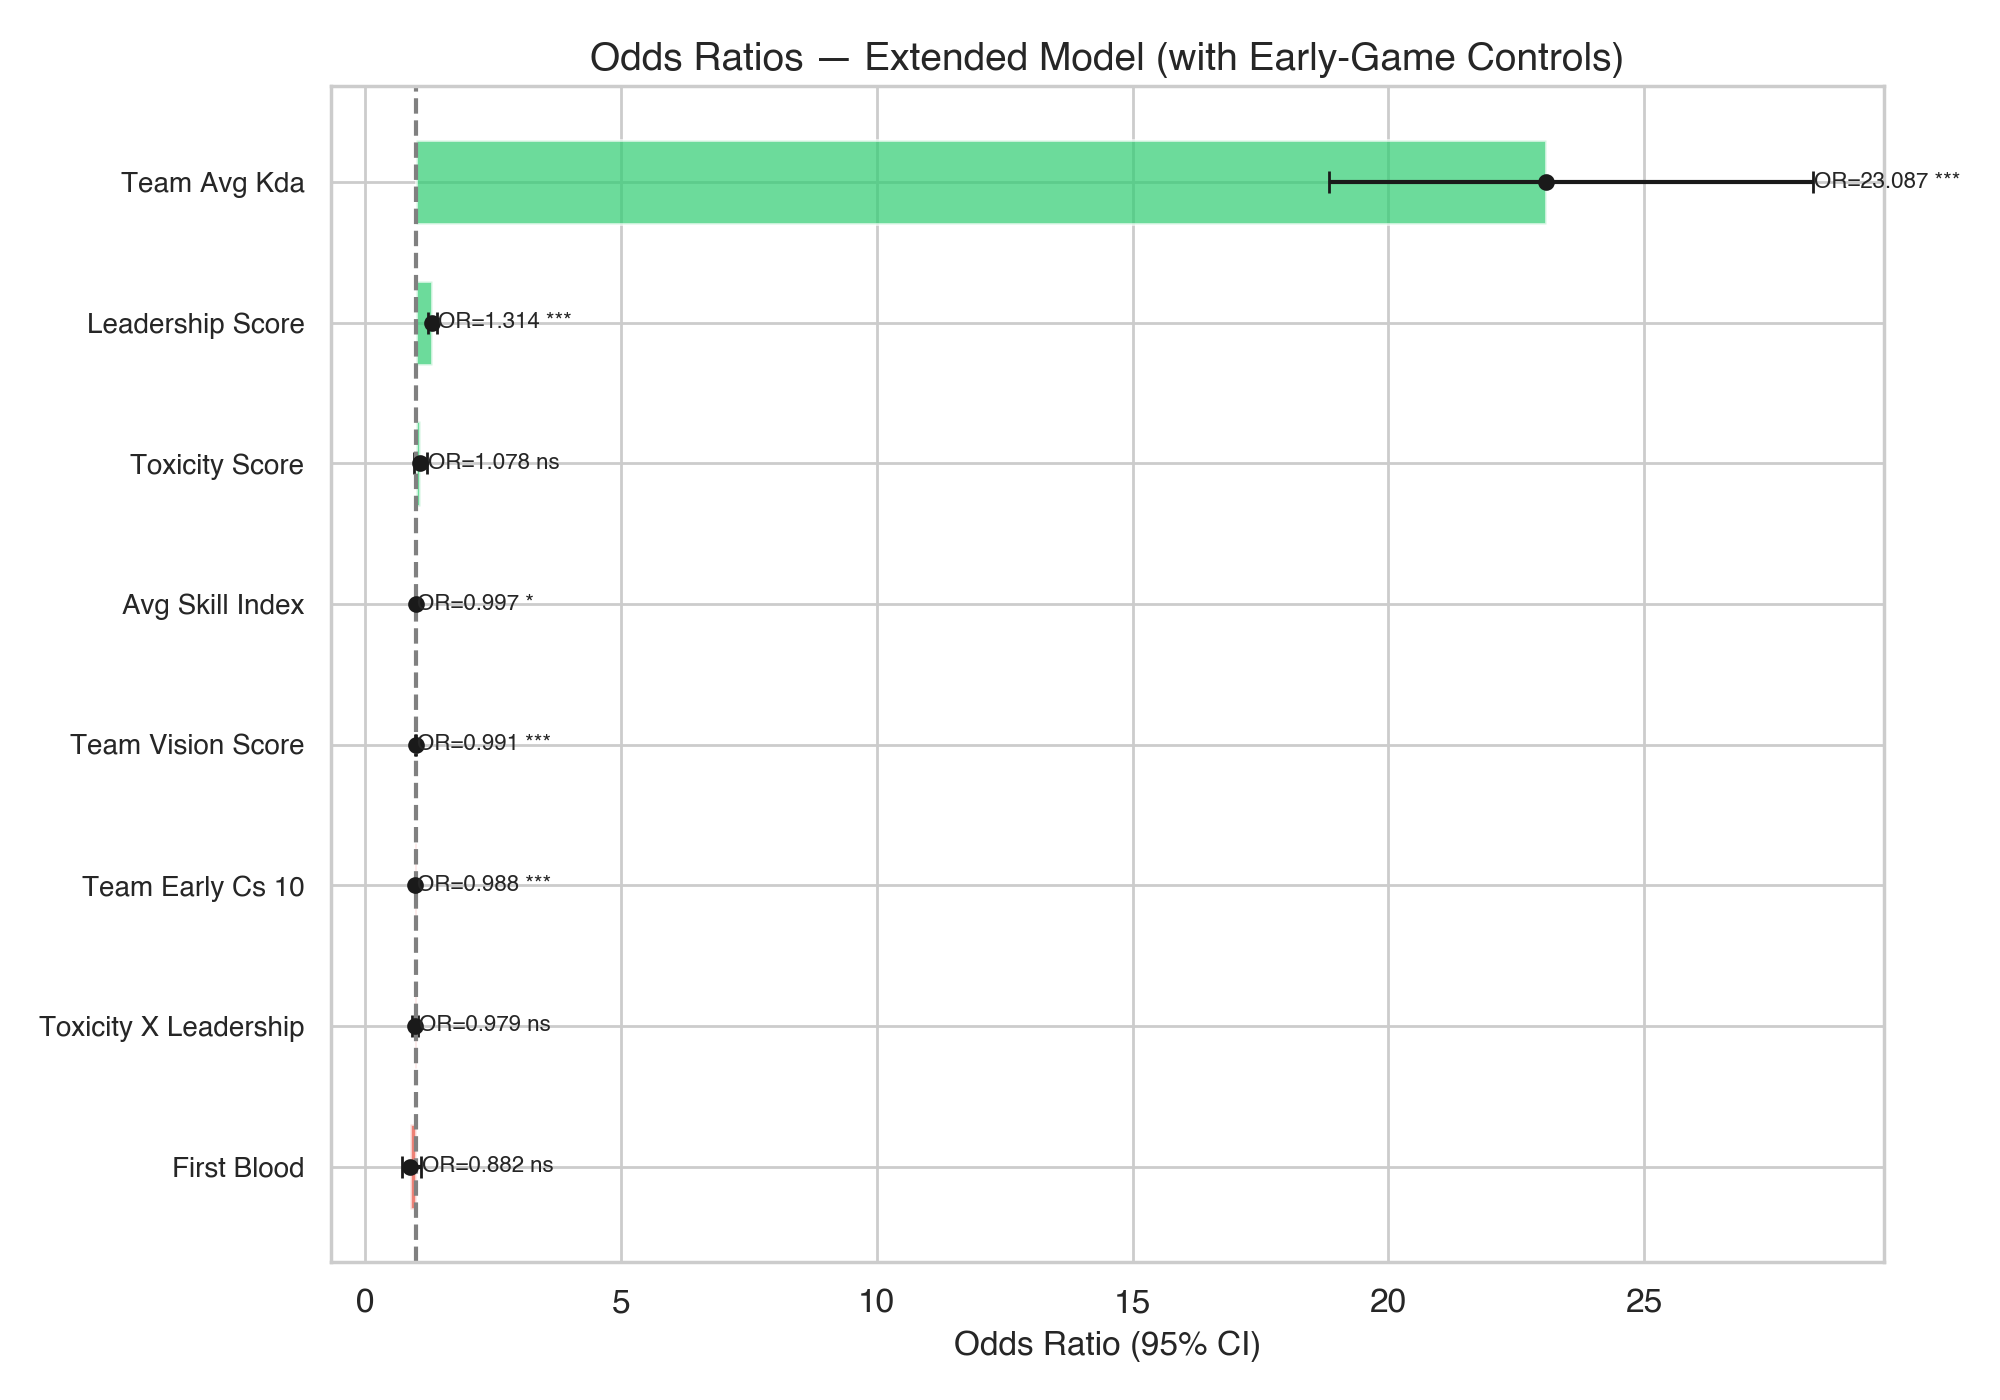 Odds Ratios — Extended Model (with Early-Game Controls)
Team Avg Kda
OR=23.087 ***
Leadership Score
OR=1.314 ***
Toxicity Score
OR=1.078 ns
Avg Skill Index
OR=0.997 *
Team Vision Score
OR=0.991 ***
Team Early Cs 10
OR=0.988 ***
Toxicity X Leadership
OR=0.979 ns
First Blood
OR=0.882 ns
0 5 10 15 20 25
Odds Ratio (95% CI)